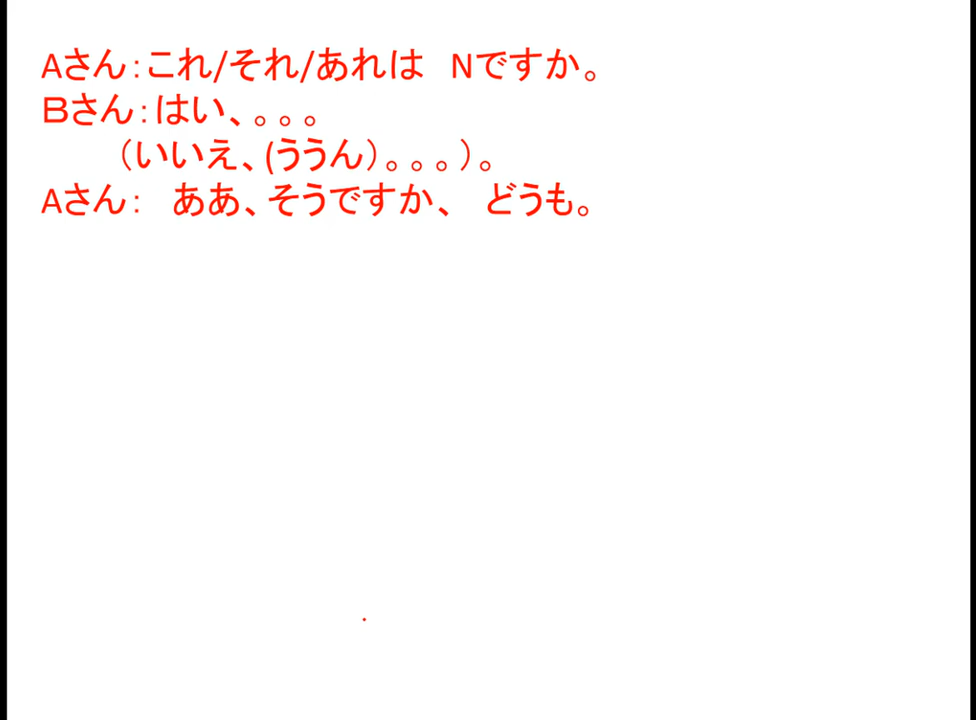 Aさん：これ/それ/あれは　Nですか。
Bさん：はい、。。。
（いいえ、(ううん）。。。）。
Aさん：　ああ、そうですか、　どうも。